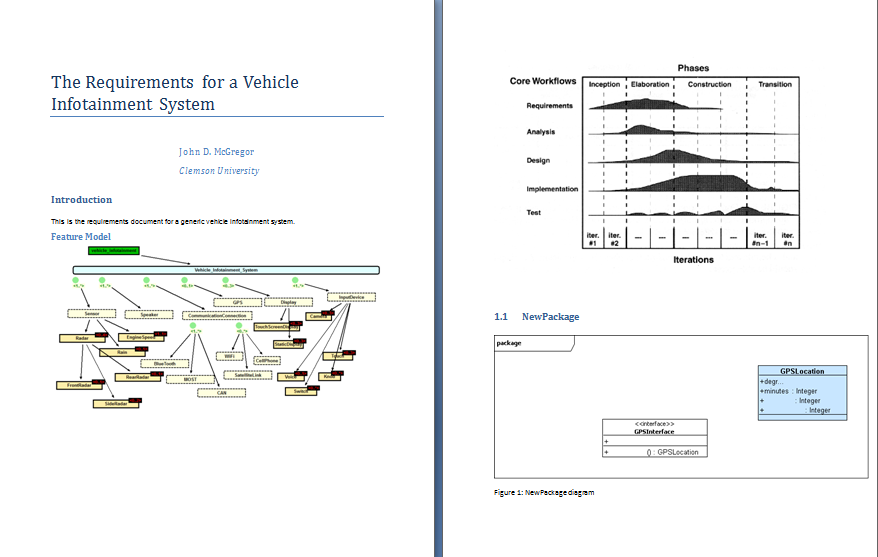 The Requirements for a Vehicle
Infotainment System
John D. McGregor
Clemson University
Introduction
This is the requirements document for a generic vehicle infotainment system.
Feature Model
Vehicle_Infotainment_System
GPS
Display
InputDevice
Sensor
Speaker
CommunicationConnection
Camera
TouchScreenDisplay
Radar
EngineSpeed
StaticDisplay
Rain
WiFi
CellPhone
Touch
BlueTooth
RearRadar
MOST
SatelliteLink
Voice
Knob
FrontRadar
CAN
Switch
SideRadar
Phases
Core Workflows
Inception
Elaboration
Construction
Transition
Requirements
Analysis
Design
Implementation
Test
iter. #1
iter. #2
iter. #n–1
iter. #n
Iterations
1.1 NewPackage
package
GPSLocation
+degr...
+minutes : Integer
+ : Integer
+ : Integer
<<interface>>
GPSInterface
+
+ () : GPSLocation
Figure 1: NewPackage diagram